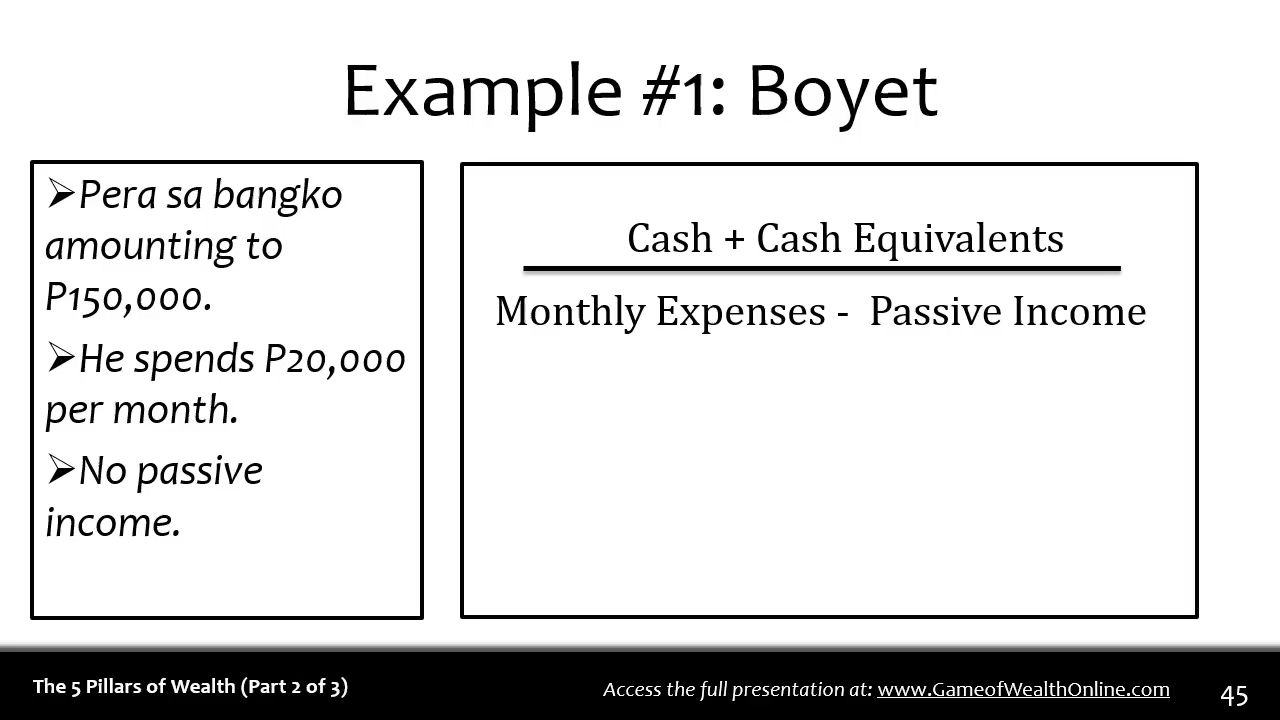 Example #1: Boyet
➢Pera sa bangko
amounting to
P150,000.
➢He spends P20,000
per month.
➢No passive
income.
Cash + Cash Equivalents
Monthly Expenses - Passive Income
The 5 Pillars of Wealth (Part 2 of 3)
Access the full presentation at: www.GameofWealthOnline.com
45